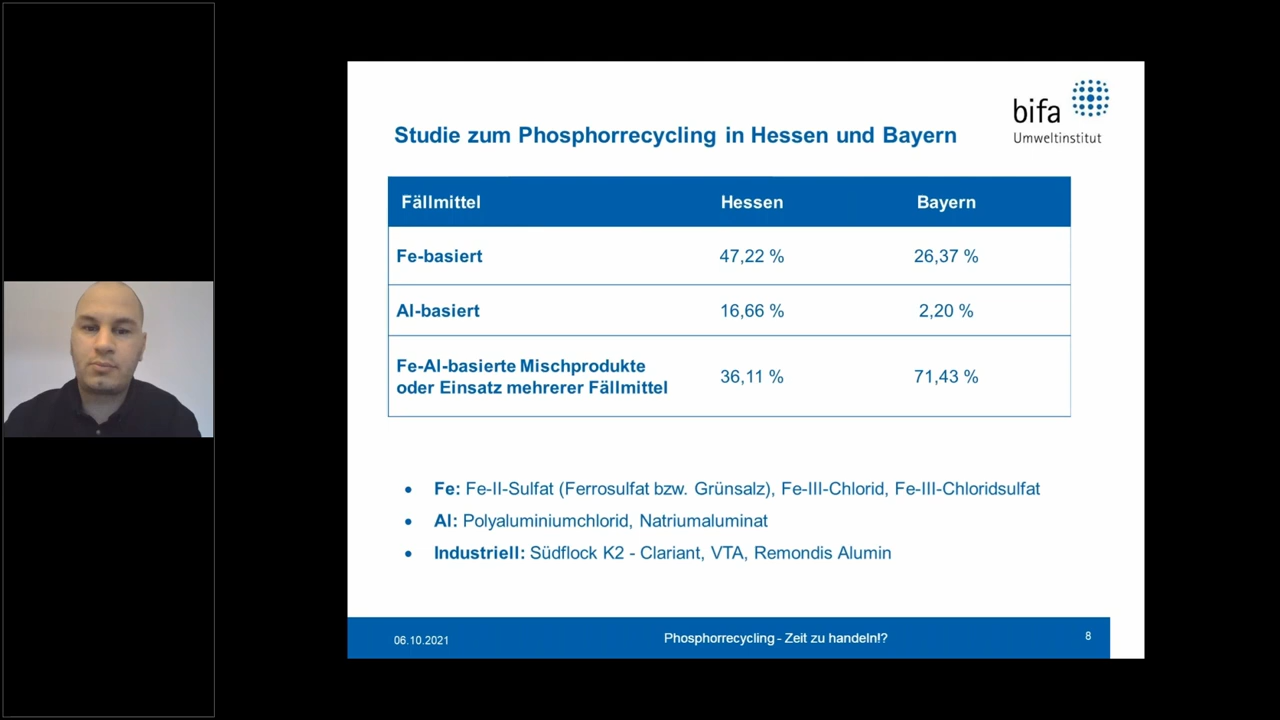 bifa
Umweltinstitut
Studie zum Phosphorrecycling in Hessen und Bayern
Fällmittel Hessen Bayern
Fe-basiert 47,22 % 26,37 %
Al-basiert 16,66 % 2,20 %
Fe-Al-basierte Mischprodukte
oder Einsatz mehrerer Fällmittel 36,11 % 71,43 %
• Fe: Fe-II-Sulfat (Ferrosulfat bzw. Grünsalz), Fe-III-Chlorid, Fe-III-Chloridsulfat
• Al: Polyaluminiumchlorid, Natriumaluminat
• Industriell: Südflock K2 - Clariant, VTA, Remondis Alumin
06.10.2021 Phosphorrecycling - Zeit zu handeln!? 8